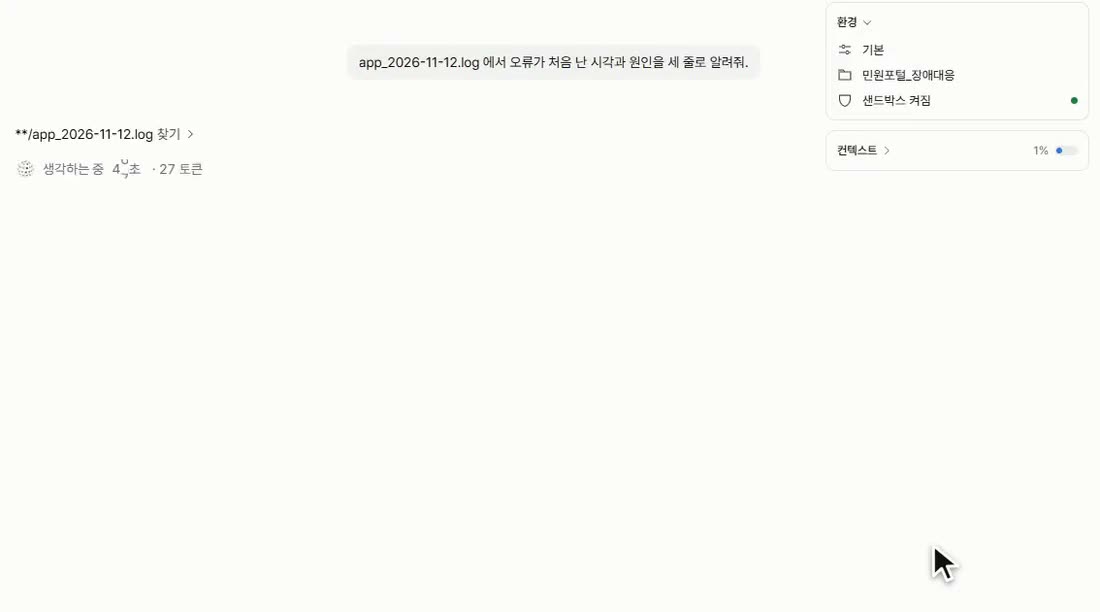 환경
기본
app_2026-11-12.log 에서 오류가 처음 난 시각과 원인을 세 줄로 알려줘.
민원포털_장애대응
샌드박스 켜짐
**/app_2026-11-12.log 찾기
컨텍스트 1%
생각하는 중 · 27 토큰